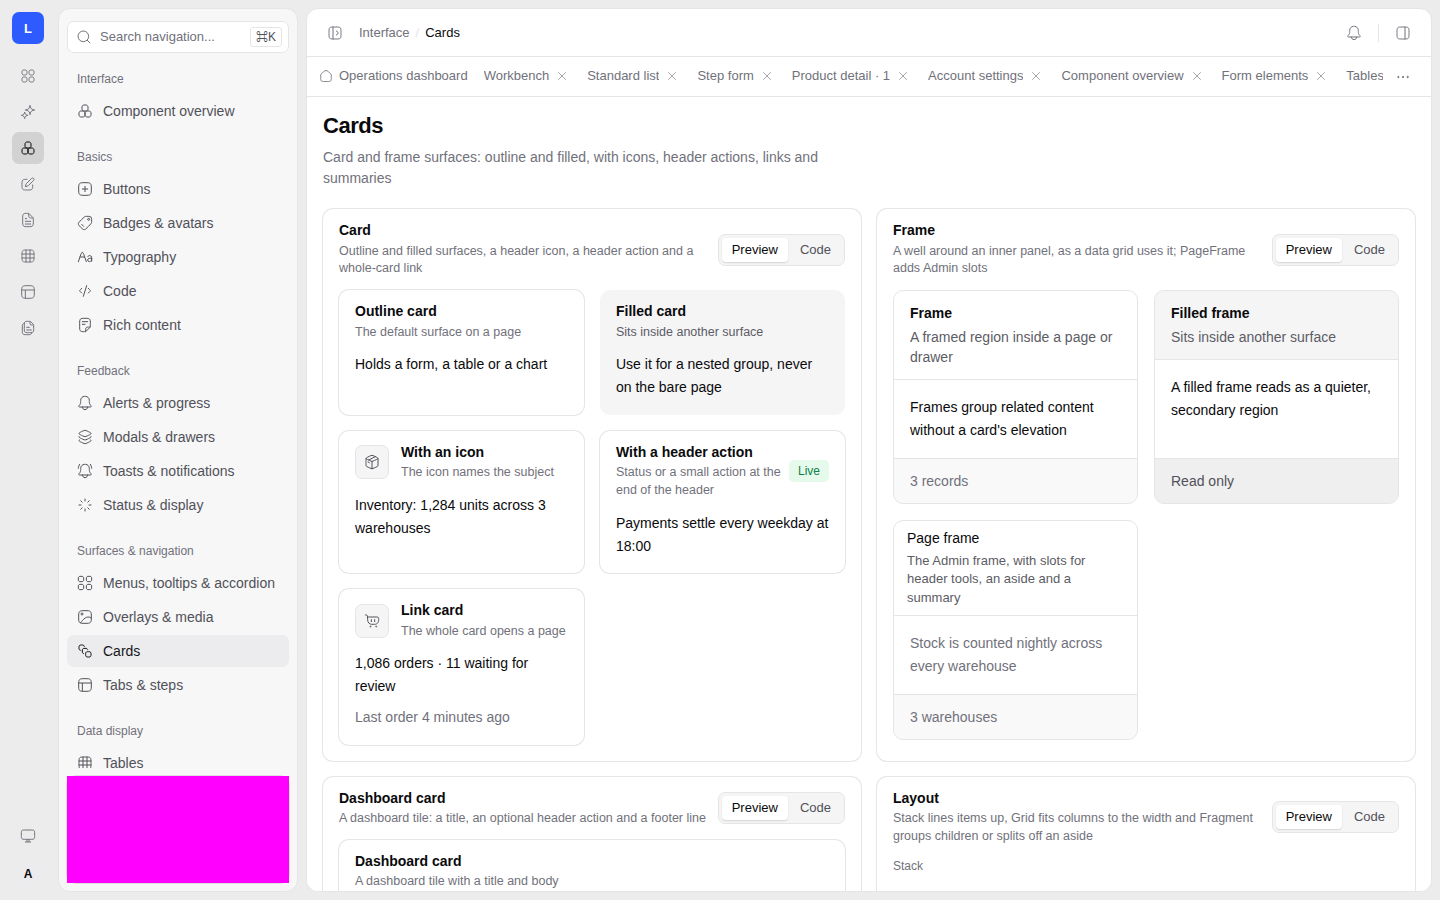 L
Search navigation...
⌘K
Interface
Component overview
Basics
Buttons
Badges & avatars
Typography
Code
Rich content
Feedback
Alerts & progress
Modals & drawers
Toasts & notifications
Status & display
Surfaces & navigation
Menus, tooltips & accordion
Overlays & media
Cards
Tabs & steps
Data display
Tables
A
Interface / Cards
Operations dashboard
Workbench
Standard list
Step form
Product detail · 1
Account settings
Component overview
Form elements
Tables
Cards
Card and frame surfaces: outline and filled, with icons, header actions, links and
summaries
Card
Outline and filled surfaces, a header icon, a header action and a
whole-card link
Preview
Code
Outline card
The default surface on a page
Holds a form, a table or a chart
Filled card
Sits inside another surface
Use it for a nested group, never
on the bare page
With an icon
The icon names the subject
Inventory: 1,284 units across 3
warehouses
With a header action
Status or a small action at the
end of the header
Live
Payments settle every weekday at
18:00
Link card
The whole card opens a page
1,086 orders · 11 waiting for
review
Last order 4 minutes ago
Frame
A well around an inner panel, as a data grid uses it; PageFrame
adds Admin slots
Preview
Code
Frame
A framed region inside a page or
drawer
Frames group related content
without a card's elevation
3 records
Filled frame
Sits inside another surface
A filled frame reads as a quieter,
secondary region
Read only
Page frame
The Admin frame, with slots for
header tools, an aside and a
summary
Stock is counted nightly across
every warehouse
3 warehouses
Dashboard card
A dashboard tile: a title, an optional header action and a footer line
Preview
Code
Dashboard card
A dashboard tile with a title and body
Layout
Stack lines items up, Grid fits columns to the width and Fragment
groups children or splits off an aside
Preview
Code
Stack